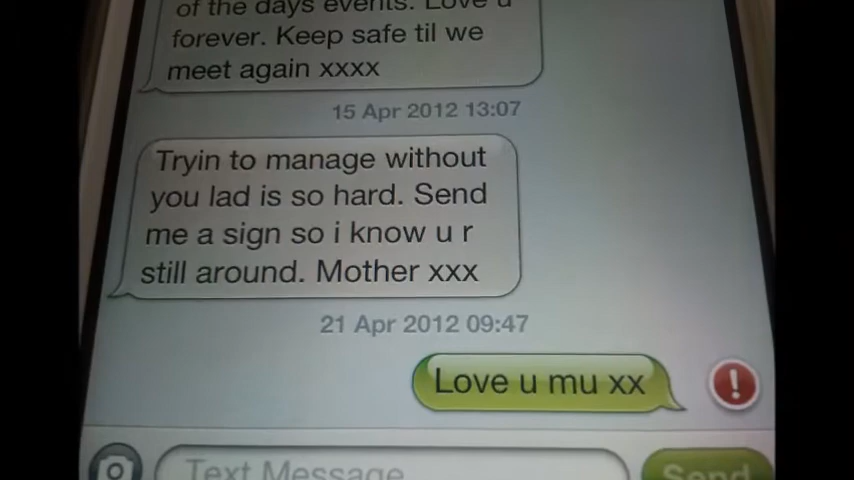 of the days events. Love u
forever. Keep safe til we
meet again xxxx
15 Apr 2012 13:07
Tryin to manage without
you lad is so hard. Send
me a sign so i know u r
still around. Mother xxx
21 Apr 2012 09:47
Love u mu xx
!
Text Message
Send